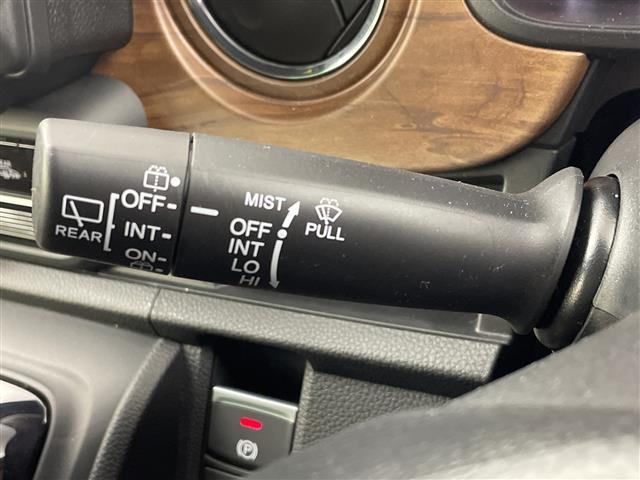 OFF
INT
ON
REAR
MIST
OFF
INT
LO
HI
PULL
P